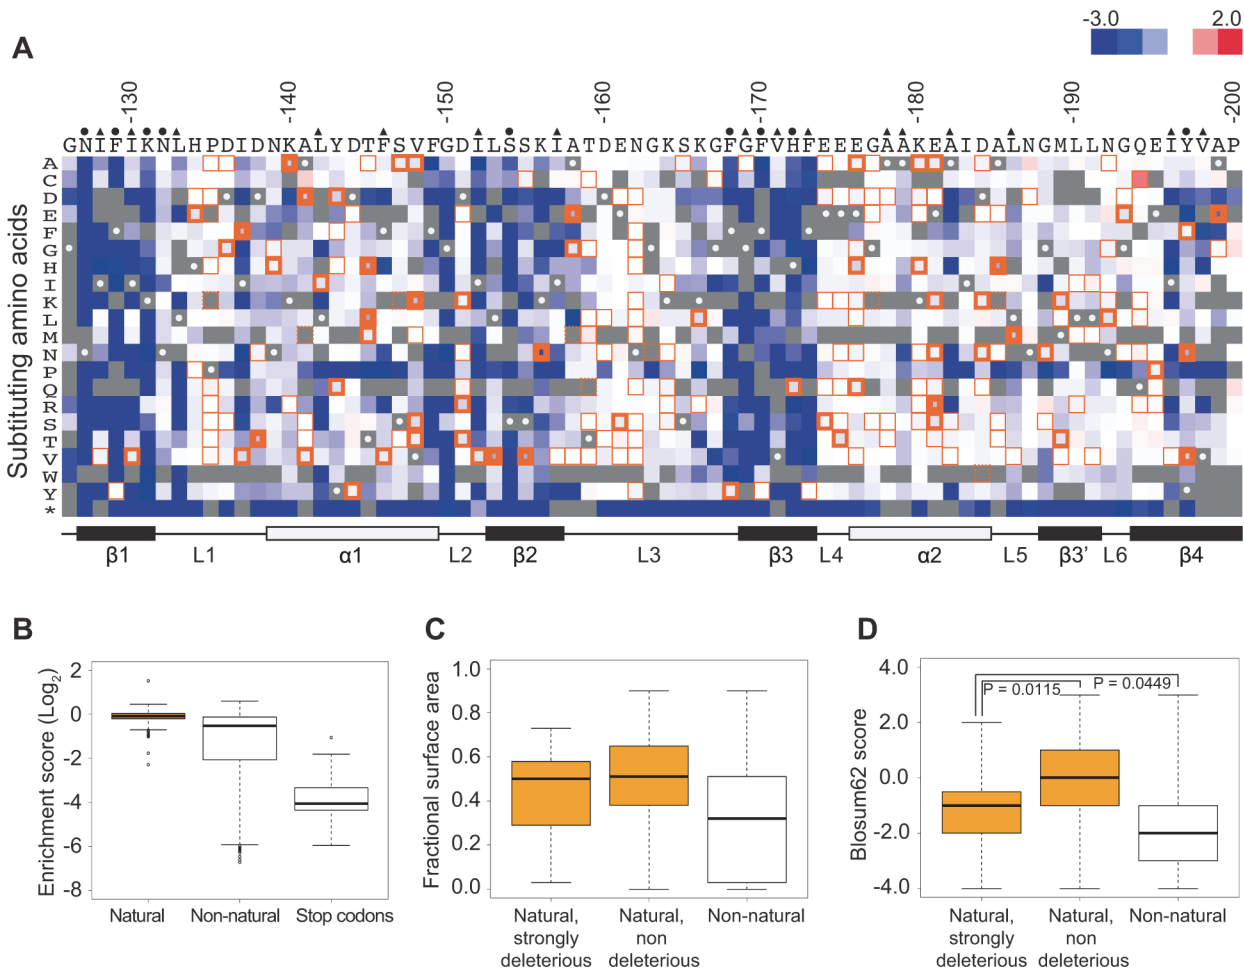 A
-3.0 2.0
-130 -140 -150 -160 -170 -180 -190 -200
GNIFIKNLHPDIDNKALYDTFSVFGDILSSKIATDENGKSKGFGFVHFEEEGAAKEAIDALNGMLLNGQEIYVAP
Subtituting amino acids
A
C
D
E
F
G
H
I
K
L
M
N
P
Q
R
S
T
V
W
Y
*
β1 L1 α1 L2 β2 L3 β3 L4 α2 L5 β3' L6 β4
B
Enrichment score (Log2)
2
0
-2
-4
-6
-8
Natural Non-natural Stop codons
C
Fractional surface area
1.0
0.8
0.6
0.4
0.2
0.0
Natural, strongly deleterious
Natural, non deleterious
Non-natural
D
Blosum62 score
4.0
2.0
0.0
-2.0
-4.0
P = 0.0115 P = 0.0449
Natural, strongly deleterious
Natural, non deleterious
Non-natural